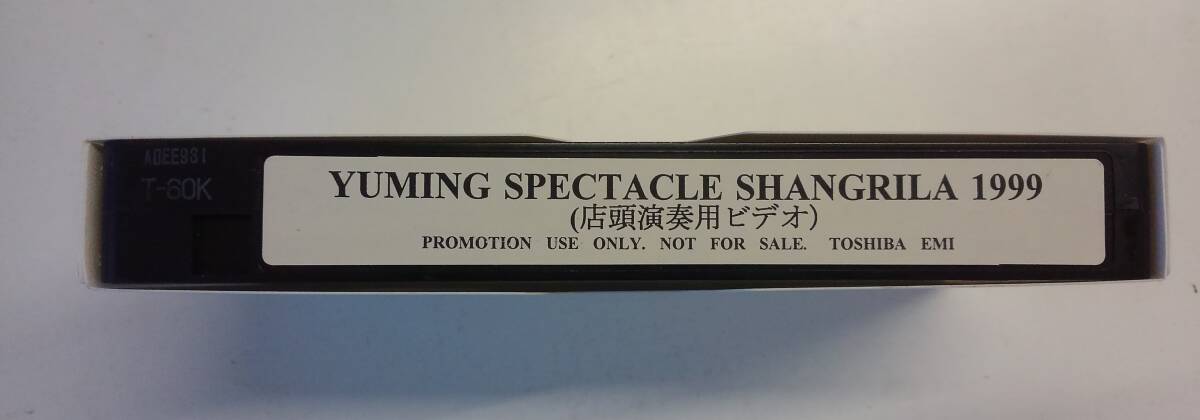 ADEE931
T-60K
YUMING SPECTACLE SHANGRILA 1999
(店頭演奏用ビデオ)
PROMOTION USE ONLY. NOT FOR SALE. TOSHIBA EMI